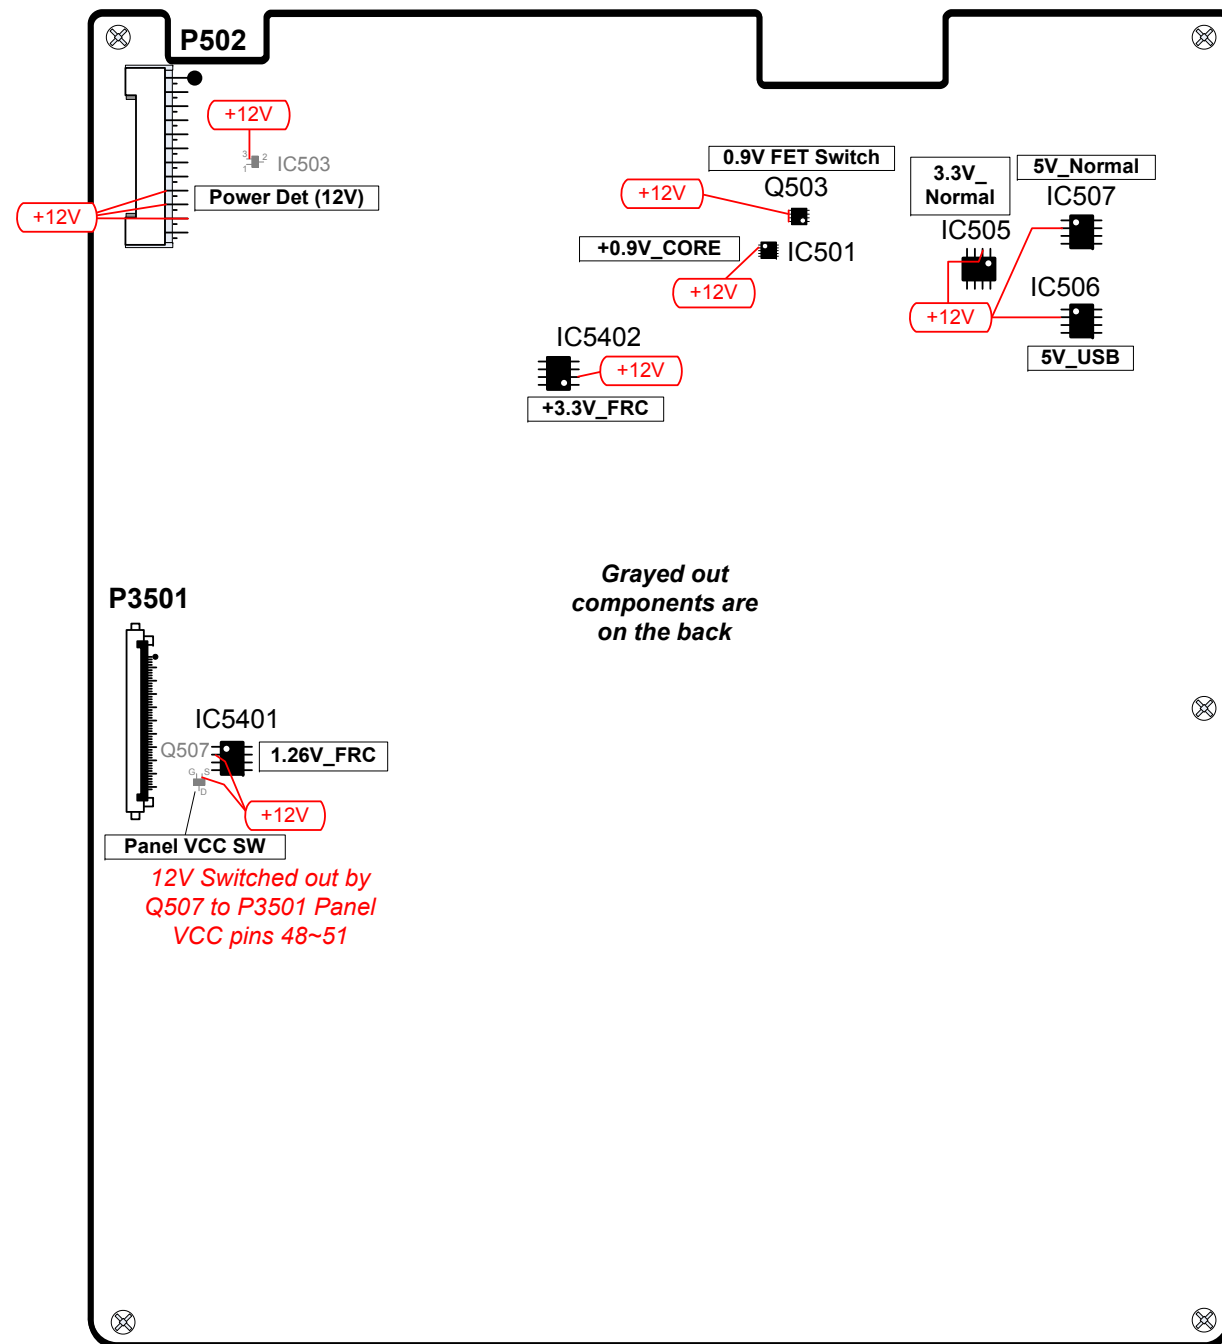 P502
+12V
3
2
1
IC503
Power Det (12V)
+12V
0.9V FET Switch
Q503
+12V
+0.9V_CORE
IC501
+12V
3.3V_
Normal
IC505
5V_Normal
IC507
+12V
IC506
5V_USB
IC5402
+12V
+3.3V_FRC
Grayed out
components are
on the back
P3501
IC5401
Q507
1.26V_FRC
G
S
D
+12V
Panel VCC SW
12V Switched out by
Q507 to P3501 Panel
VCC pins 48~51